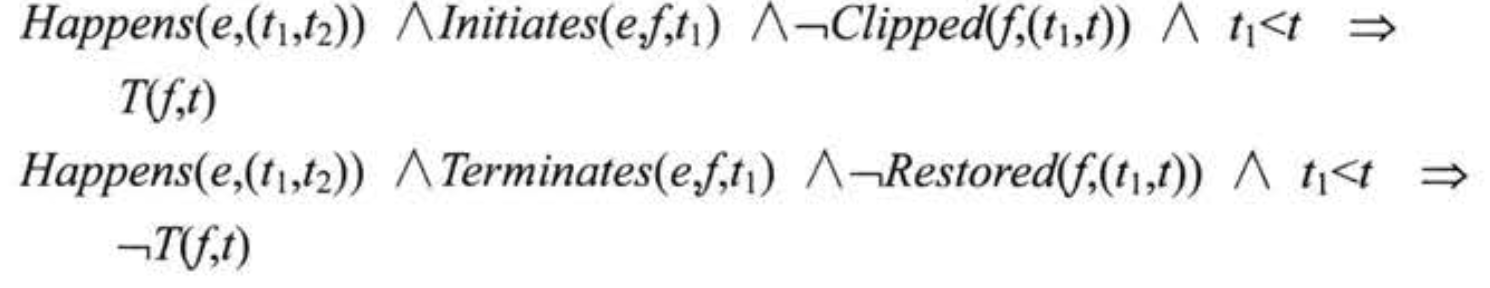 Happens(e,(t₁,t₂)) ∧Initiates(e,f,t₁) ∧¬Clipped(f,(t₁,t)) ∧ t₁<t ⇒
T(f,t)
Happens(e,(t₁,t₂)) ∧Terminates(e,f,t₁) ∧¬Restored(f,(t₁,t)) ∧ t₁<t ⇒
¬T(f,t)